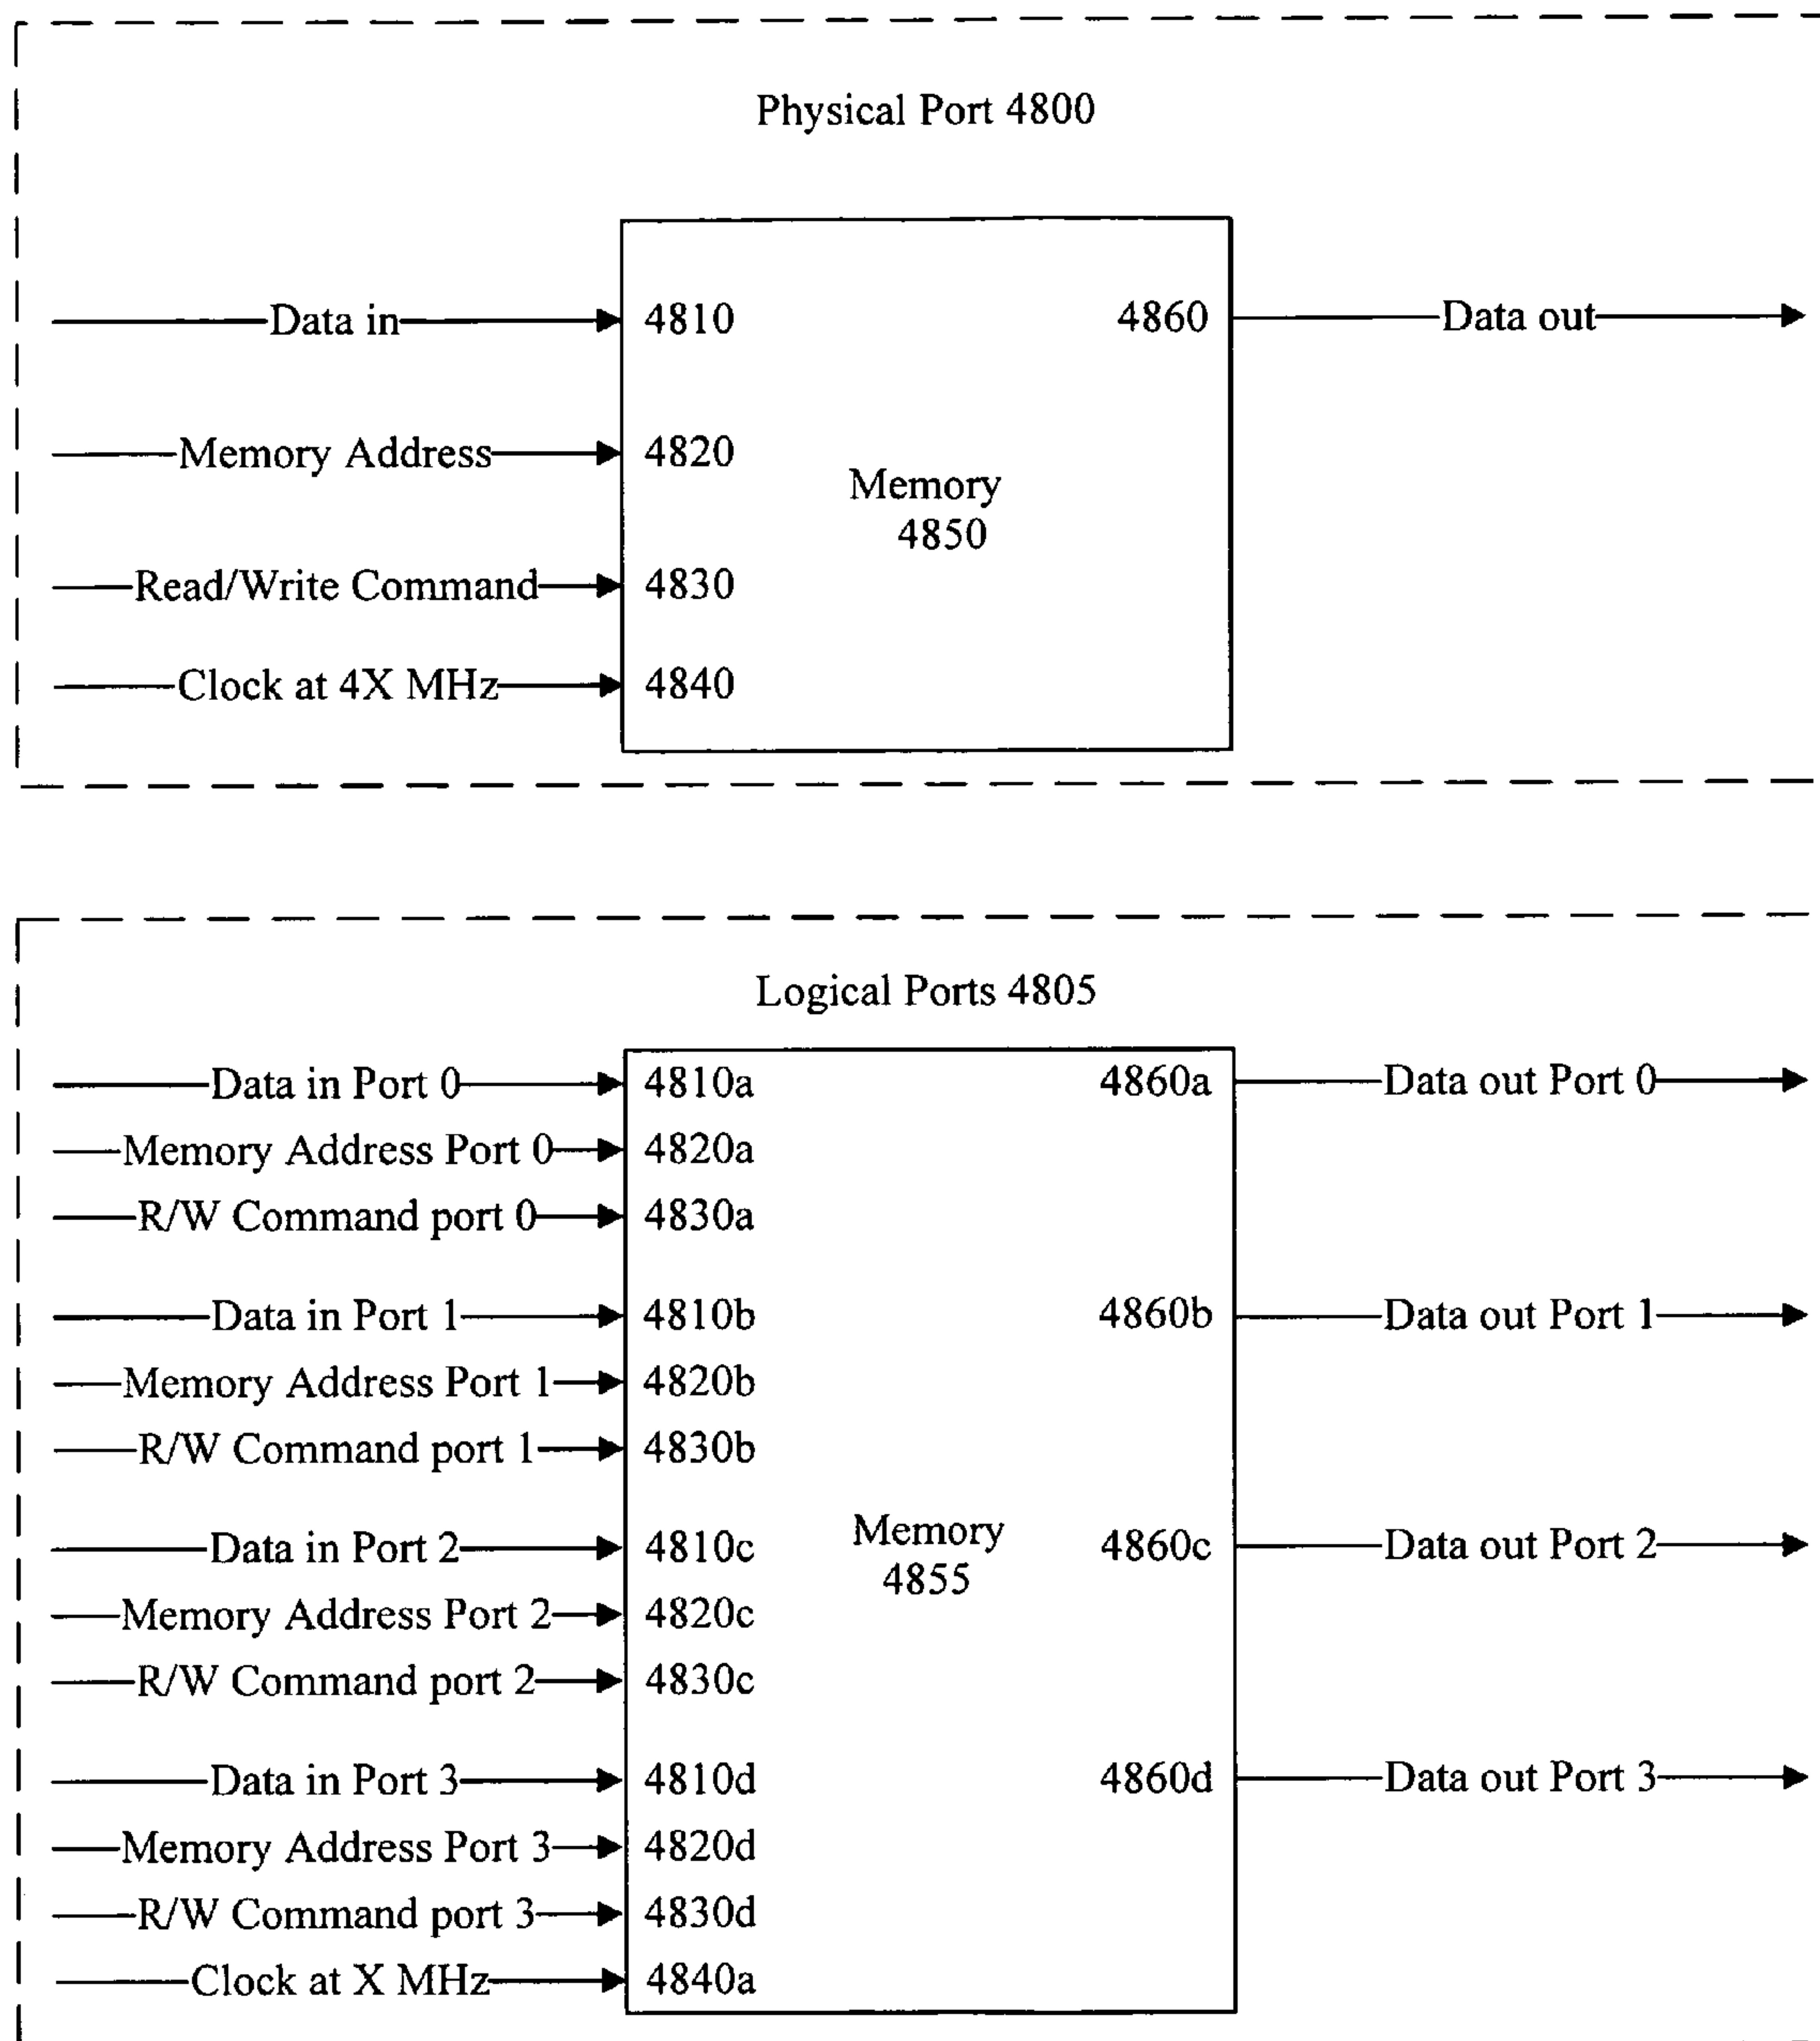 Physical Port 4800
Data in 4810 4860 Data out
Memory Address 4820
Memory
4850
Read/Write Command 4830
Clock at 4X MHz 4840
Logical Ports 4805
Data in Port 0 4810a 4860a Data out Port 0
Memory Address Port 0 4820a
R/W Command port 0 4830a
Data in Port 1 4810b 4860b Data out Port 1
Memory Address Port 1 4820b
R/W Command port 1 4830b
Data in Port 2 4810c Memory 4860c Data out Port 2
4855
Memory Address Port 2 4820c
R/W Command port 2 4830c
Data in Port 3 4810d 4860d Data out Port 3
Memory Address Port 3 4820d
R/W Command port 3 4830d
Clock at X MHz 4840a